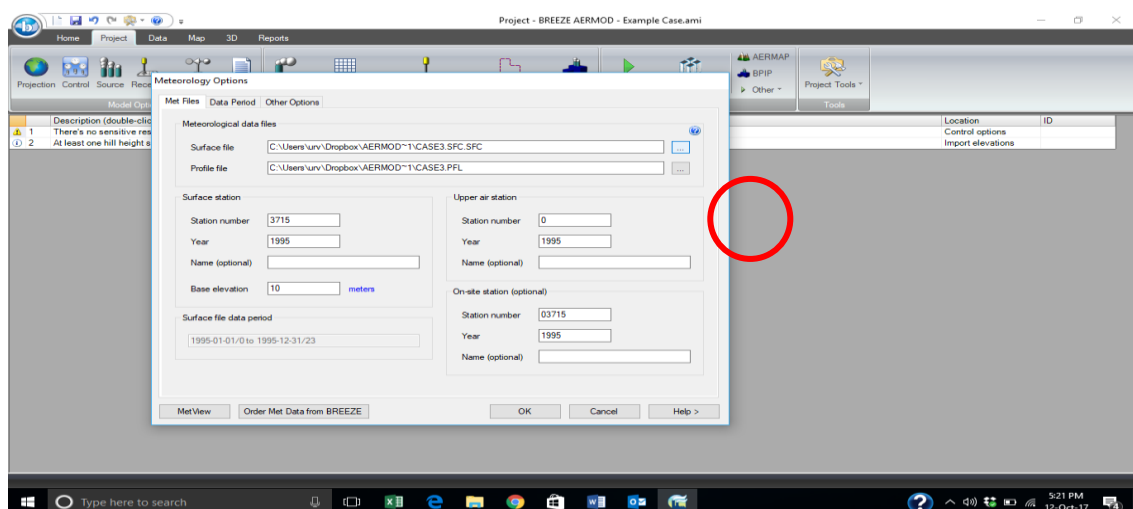 Project - BREEZE AERMOD - Example Case.ami
Home Project Data Map 3D Reports
Projection Control Source Rece
AERMAP
BPIP
Other
Project Tools
Model Opti
Tools
Description (double-clic Location ID
1 There's no sensitive res Control options
2 At least one hill height s Import elevations
Meteorology Options
Met Files Data Period Other Options
Meteorological data files
Surface file C:\Users\urv\Dropbox\AERMOD~1\CASE3.SFC.SFC ...
Profile file C:\Users\urv\Dropbox\AERMOD~1\CASE3.PFL ...
Surface station
Station number 3715
Year 1995
Name (optional)
Base elevation 10 meters
Surface file data period
1995-01-01/0 to 1995-12-31/23
Upper air station
Station number 0
Year 1995
Name (optional)
On-site station (optional)
Station number 03715
Year 1995
Name (optional)
MetView Order Met Data from BREEZE OK Cancel Help >
Type here to search
5:21 PM
12-Oct-17